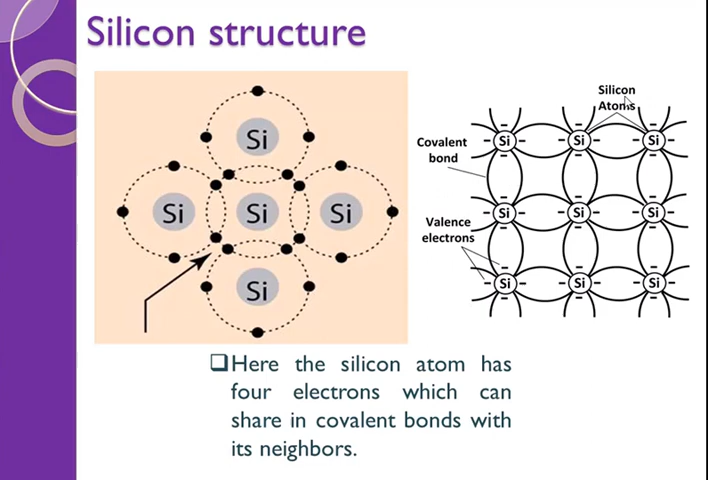 Silicon structure
Si
Si Si Si
Si
Silicon
Atoms
Covalent
bond
Valence
electrons
Si Si Si
Si Si Si
Si Si Si
❑Here the silicon atom has
four electrons which can
share in covalent bonds with
its neighbors.